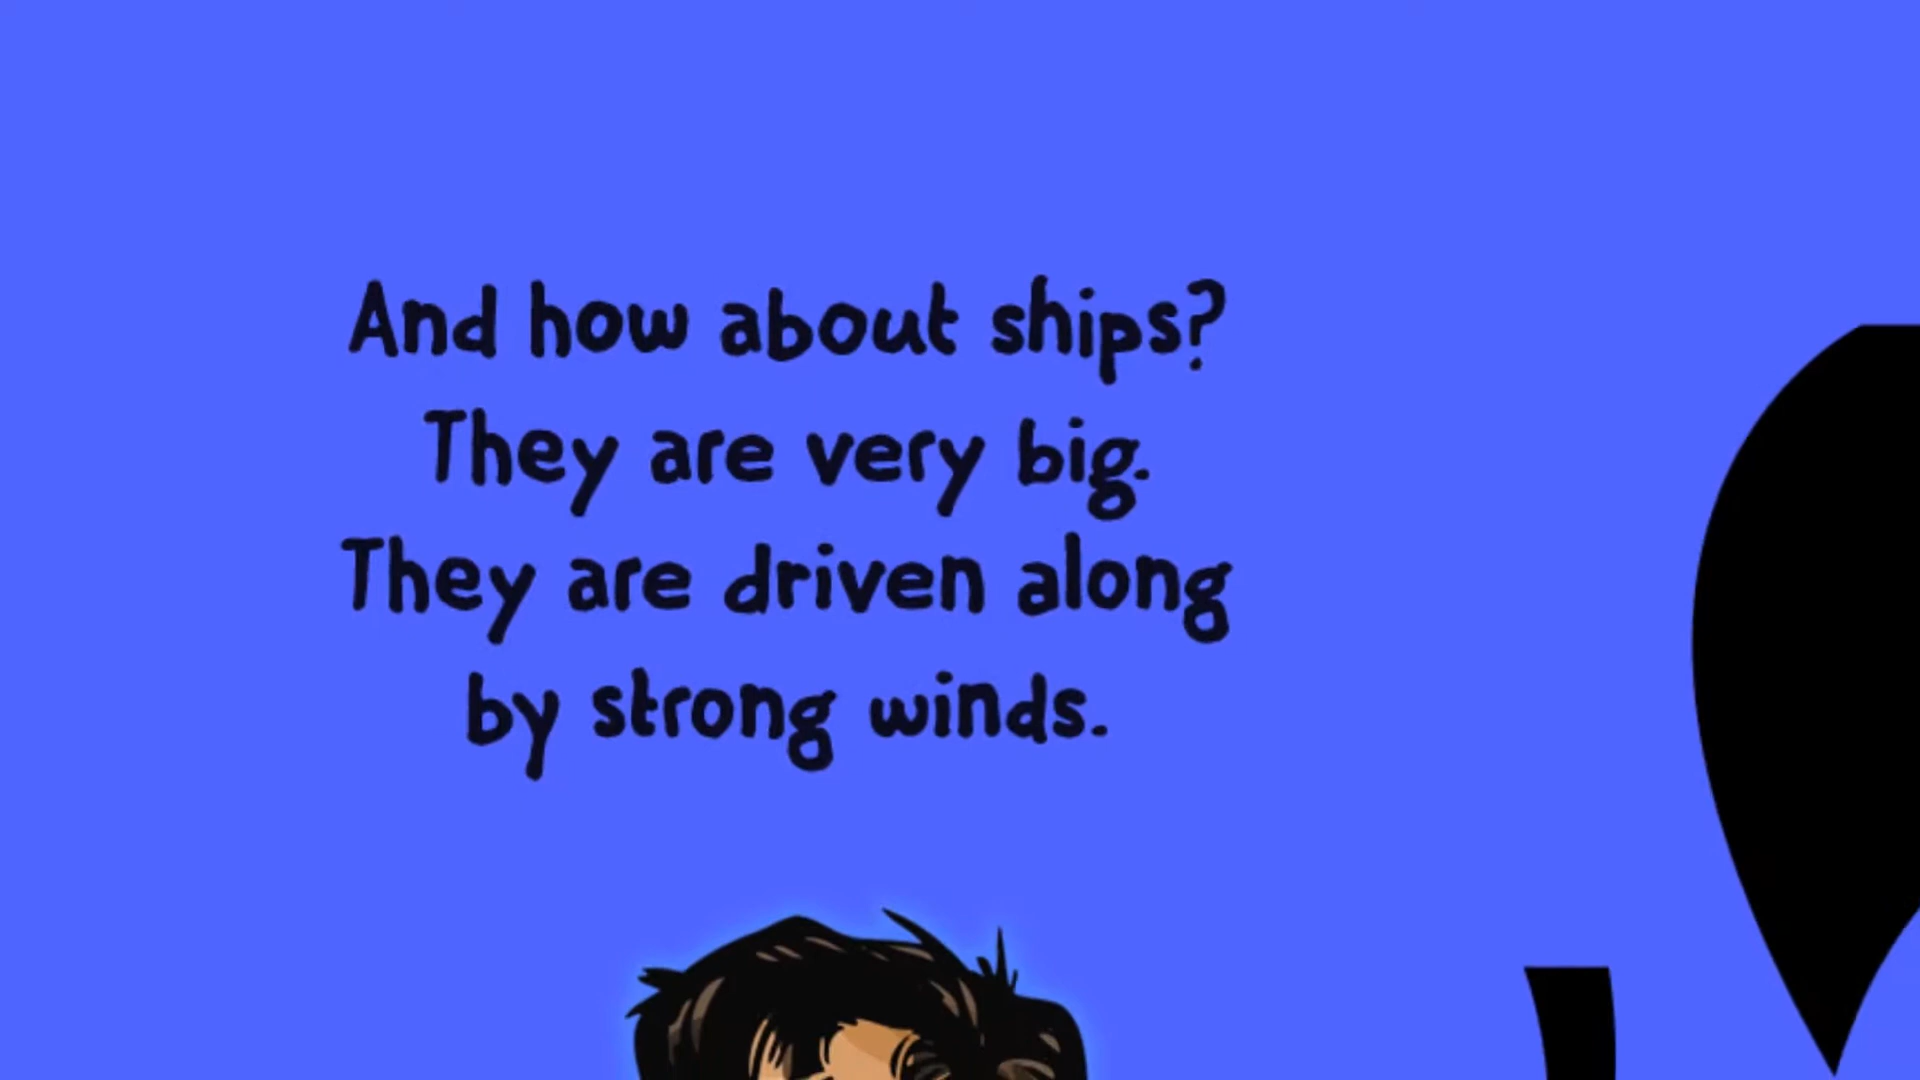 And how about ships?
They are very big.
They are driven along
by strong winds.